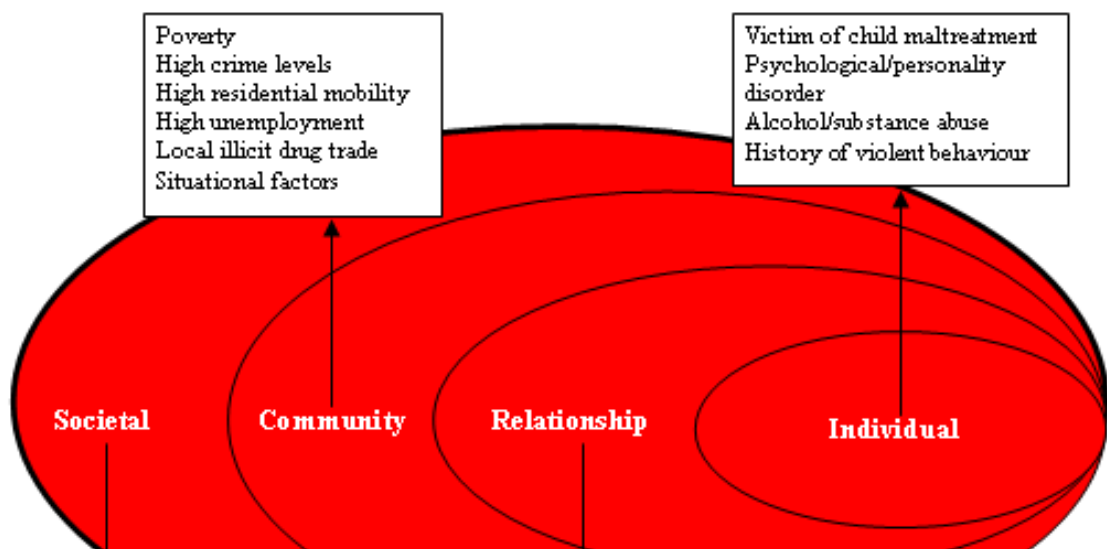 Poverty
High crime levels
High residential mobility
High unemployment
Local illicit drug trade
Situational factors
Victim of child maltreatment
Psychological/personality
disorder
Alcohol/substance abuse
History of violent behaviour
Societal
Community
Relationship
Individual